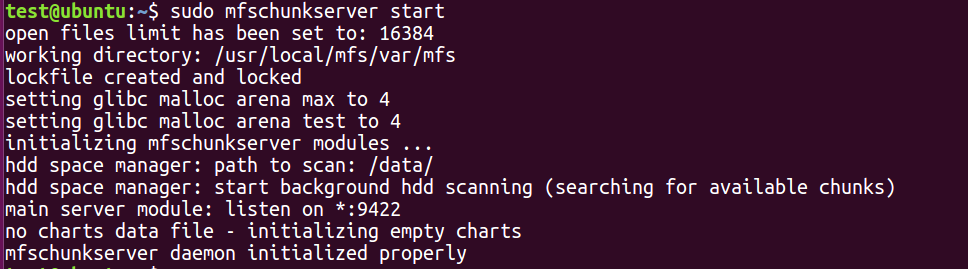 test@ubuntu:~$ sudo mfschunkserver start
open files limit has been set to: 16384
working directory: /usr/local/mfs/var/mfs
lockfile created and locked
setting glibc malloc arena max to 4
setting glibc malloc arena test to 4
initializing mfschunkserver modules ...
hdd space manager: path to scan: /data/
hdd space manager: start background hdd scanning (searching for available chunks)
main server module: listen on *:9422
no charts data file - initializing empty charts
mfschunkserver daemon initialized properly